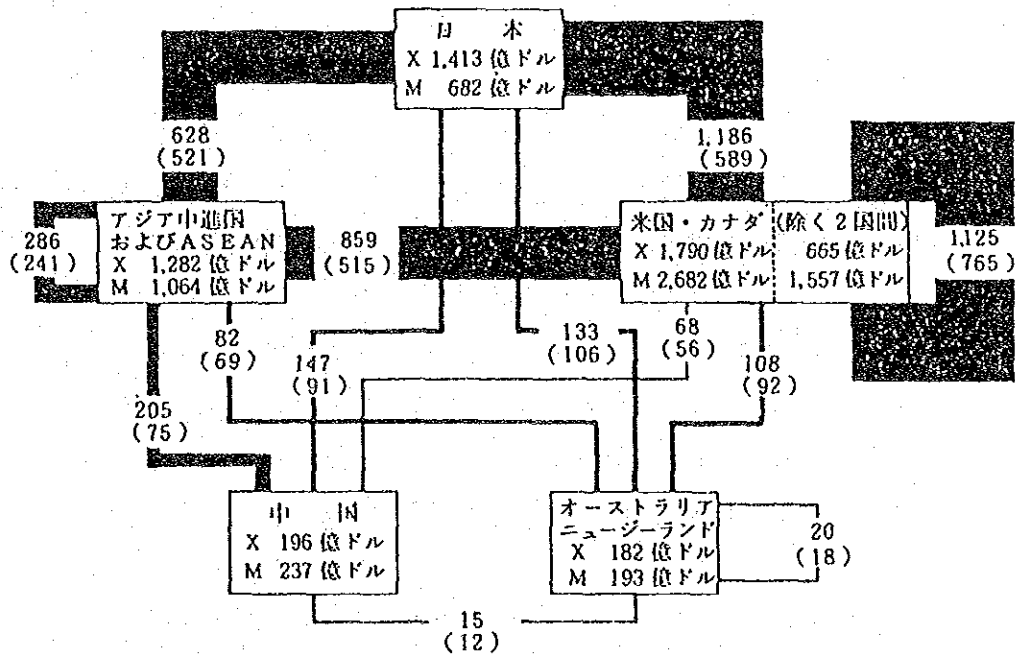 日 本
X 1,413 億ドル
M 682 億ドル
628
(521)
1,186
(589)
アジア中進国
およびASEAN
X 1,282 億ドル
M 1,064 億ドル
286
(241)
859
(515)
米国・カナダ (除く2国間)
X 1,790 億ドル 665 億ドル
M 2,682 億ドル 1,557 億ドル
1,125
(765)
82
(69)
147
(91)
133
(106)
68
(56)
108
(92)
205
(75)
中 国
X 196 億ドル
M 237 億ドル
オーストラリア
ニュージーランド
X 182 億ドル
M 193 億ドル
20
(18)
15
(12)